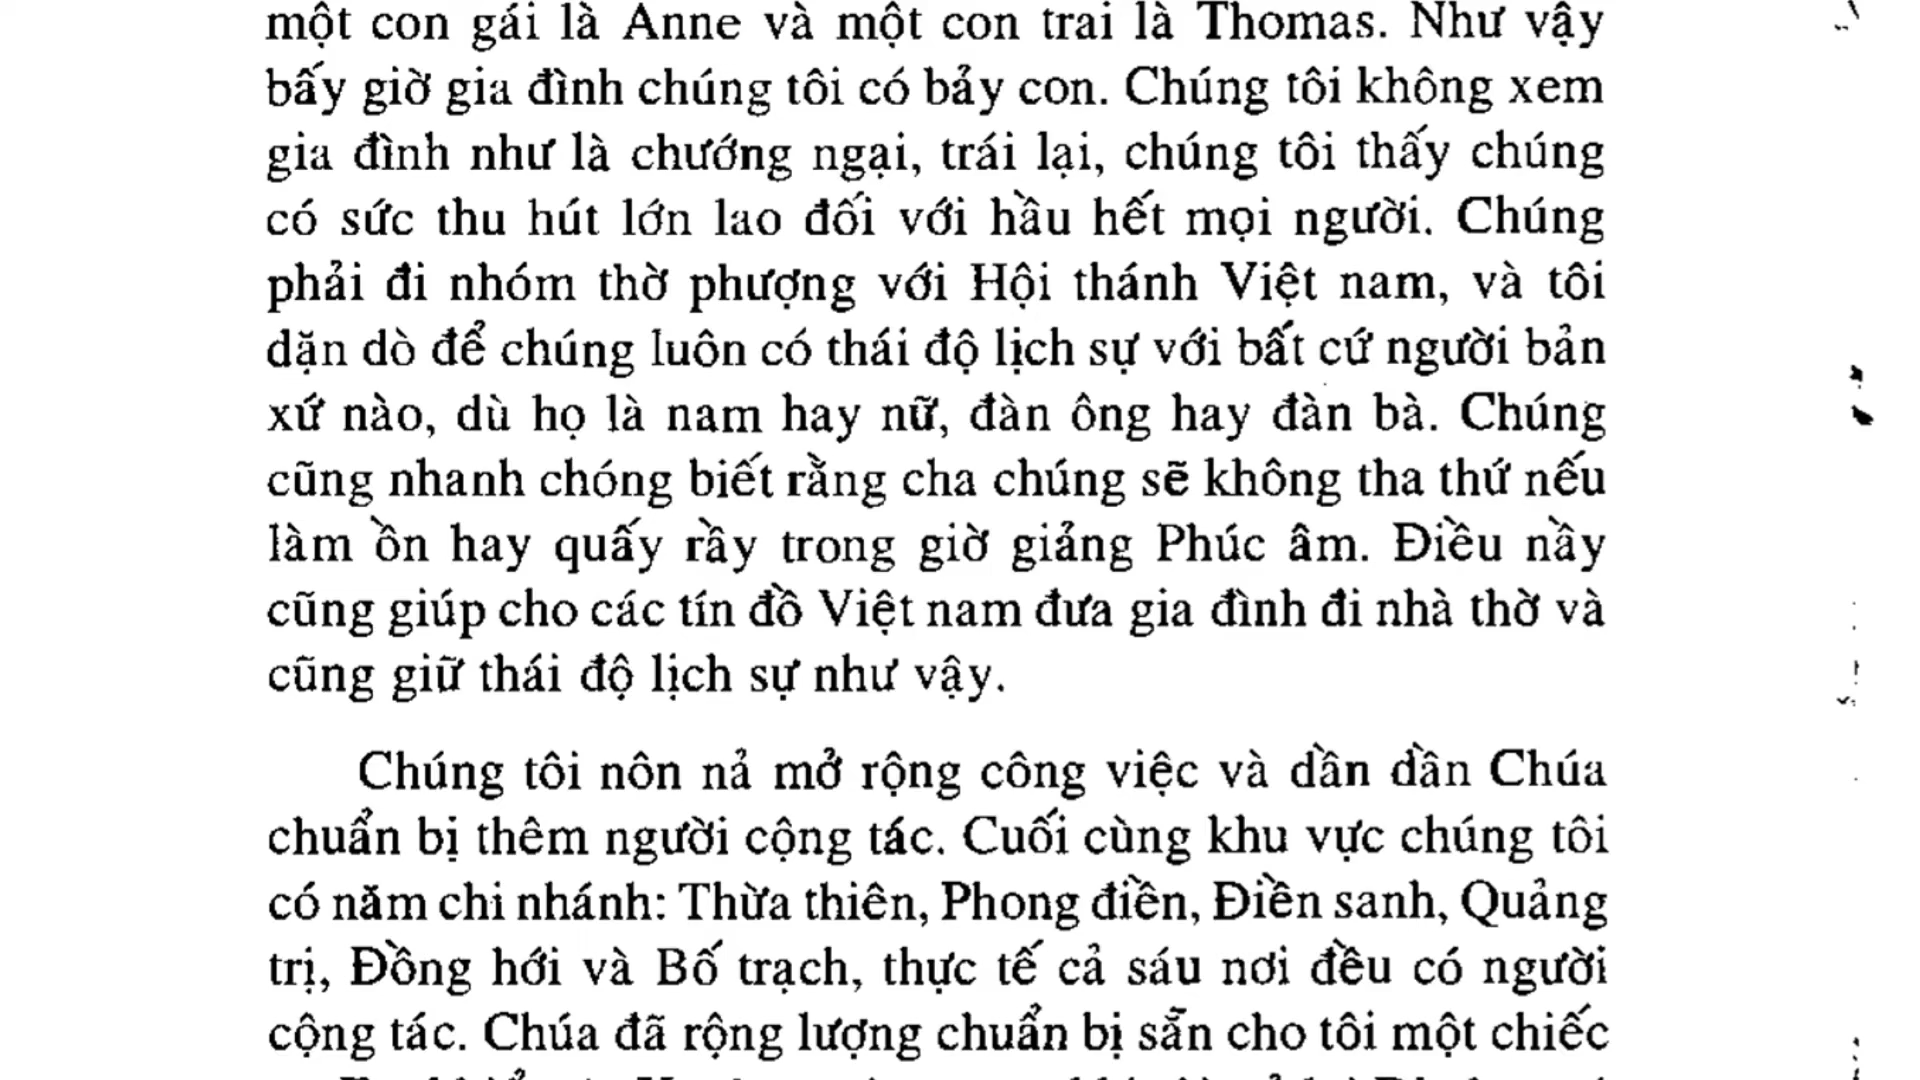 một con gái là Anne và một con trai là Thomas. Như vậy
bấy giờ gia đình chúng tôi có bảy con. Chúng tôi không xem
gia đình như là chướng ngại, trái lại, chúng tôi thấy chúng
có sức thu hút lớn lao đối với hầu hết mọi người. Chúng
phải đi nhóm thờ phượng với Hội thánh Việt nam, và tôi
dặn dò để chúng luôn có thái độ lịch sự với bất cứ người bản
xứ nào, dù họ là nam hay nữ, đàn ông hay đàn bà. Chúng
cũng nhanh chóng biết rằng cha chúng sẽ không tha thứ nếu
làm ồn hay quấy rầy trong giờ giảng Phúc âm. Điều nầy
cũng giúp cho các tín đồ Việt nam đưa gia đình đi nhà thờ và
cũng giữ thái độ lịch sự như vậy.
Chúng tôi nôn nả mở rộng công việc và dần dần Chúa
chuẩn bị thêm người cộng tác. Cuối cùng khu vực chúng tôi
có năm chi nhánh: Thừa thiên, Phong điền, Điền sanh, Quảng
trị, Đồng hới và Bố trạch, thực tế cả sáu nơi đều có người
cộng tác. Chúa đã rộng lượng chuẩn bị sẵn cho tôi một chiếc